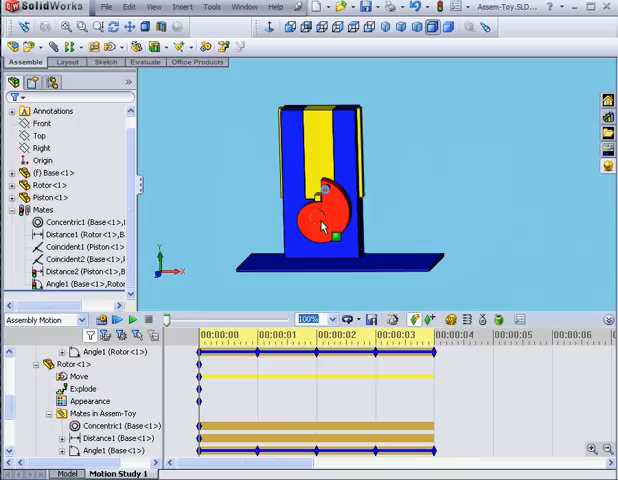 SolidWorks File Edit View Insert Tools Window Help Assem-Toy.SLD...
Assembly Layout Sketch Evaluate Office Products
Annotations
Front
Top
Right
Origin
(f) Base<1>
Rotor<1>
Piston<1>
Mates
Concentric1 (Base<1>,
Distance1 (Base<1>,Ro
Coincident1 (Piston<1>
Coincident2 (Piston<1>
Distance2 (Piston<1>,B
Angle1 (Base<1>,Rotor
Y
X
Z
Assembly Motion 100%
00:00:00 00:00:01 00:00:02 00:00:03 00:00:04 00:00:05 00:00:06
Angle1 (Rotor<1>)
Rotor<1>
Move
Explode
Appearance
Mates in Assem-Toy
Concentric1 (Base<1>)
Distance1 (Base<1>)
Angle1 (Base<1>)
Model Motion Study 1